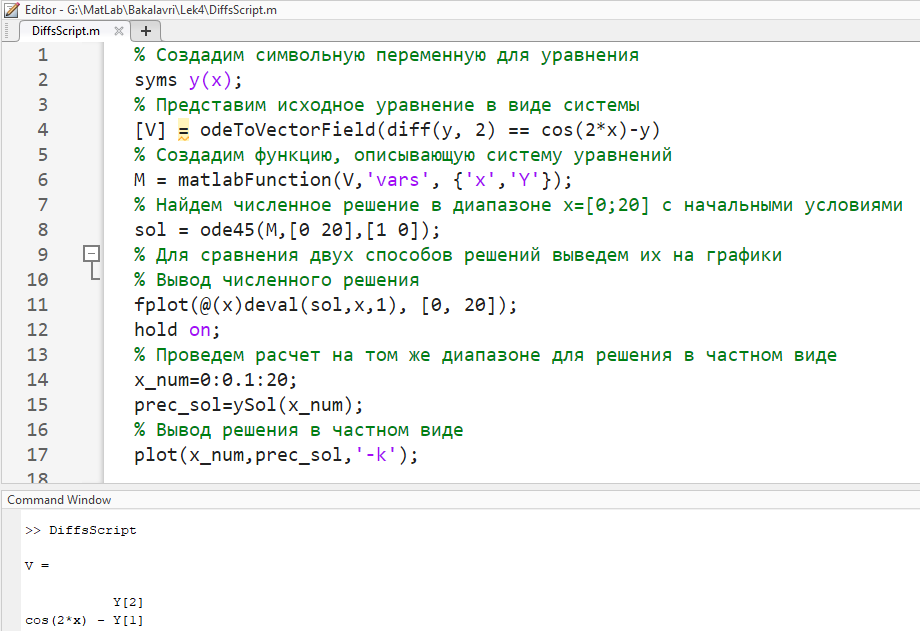 Editor - G:\MatLab\Bakalavri\Lek4\DiffsScript.m
DiffsScript.m × +
1 % Создадим символьную переменную для уравнения
2 syms y(x);
3 % Представим исходное уравнение в виде системы
4 [V] = odeToVectorField(diff(y, 2) == cos(2*x)-y)
5 % Создадим функцию, описывающую систему уравнений
6 M = matlabFunction(V,'vars', {'x','Y'});
7 % Найдем численное решение в диапазоне x=[0;20] с начальными условиями
8 sol = ode45(M,[0 20],[1 0]);
9 % Для сравнения двух способов решений выведем их на графики
10 % Вывод численного решения
11 fplot(@(x)deval(sol,x,1), [0, 20]);
12 hold on;
13 % Проведем расчет на том же диапазоне для решения в частном виде
14 x_num=0:0.1:20;
15 prec_sol=ySol(x_num);
16 % Вывод решения в частном виде
17 plot(x_num,prec_sol,'-k');
18
Command Window
>> DiffsScript
V =
Y[2]
cos(2*x) - Y[1]